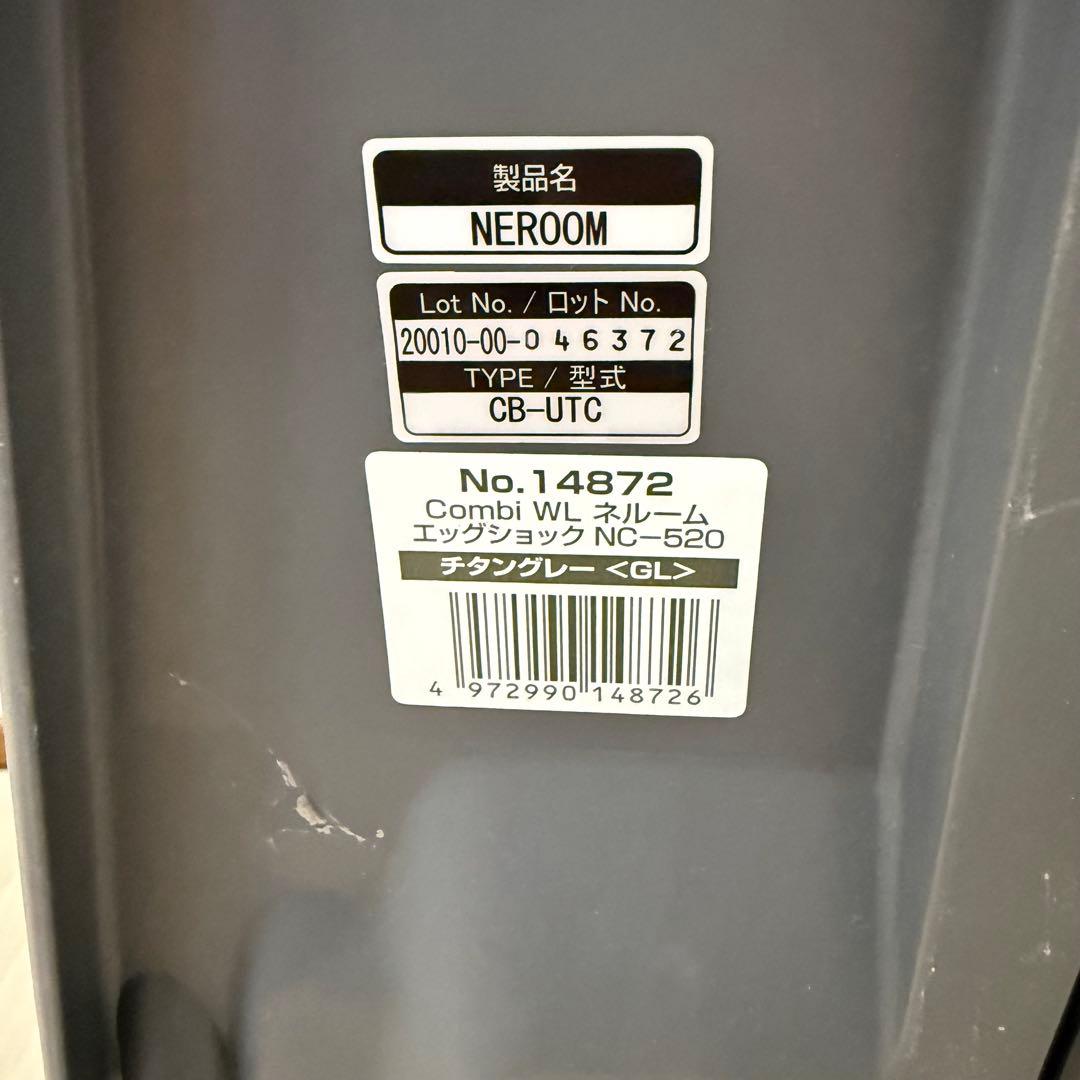 製品名
NEROOM
Lot No. / ロット No.
20010-00-046372
TYPE / 型式
CB-UTC
No.14872
Combi WL ネルーム
エッグショック NC-520
チタングレー <GL>
4 972990 148726